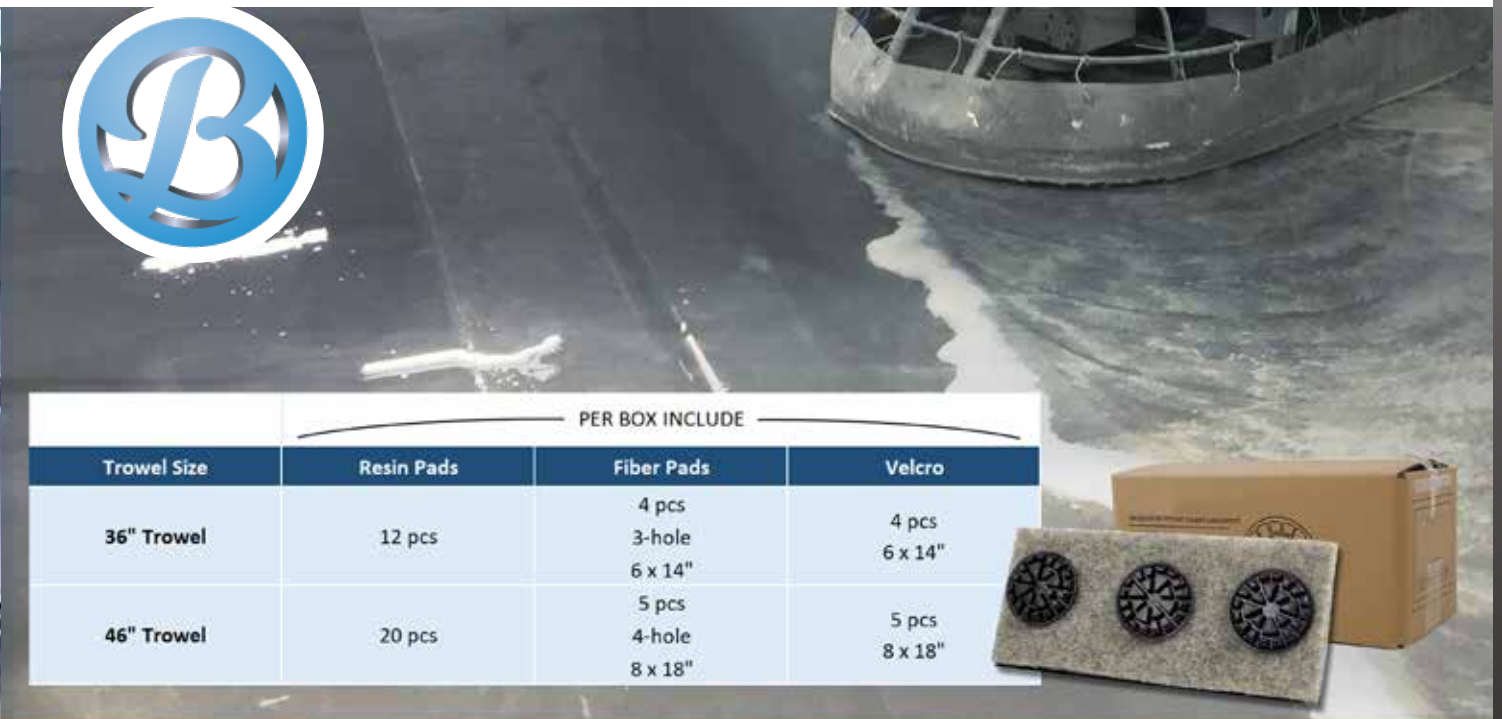 B
PER BOX INCLUDE
Trowel Size Resin Pads Fiber Pads Velcro
36" Trowel 12 pcs 4 pcs
3-hole
6 x 14" 4 pcs
6 x 14"
46" Trowel 20 pcs 5 pcs
4-hole
8 x 18" 5 pcs
8 x 18"